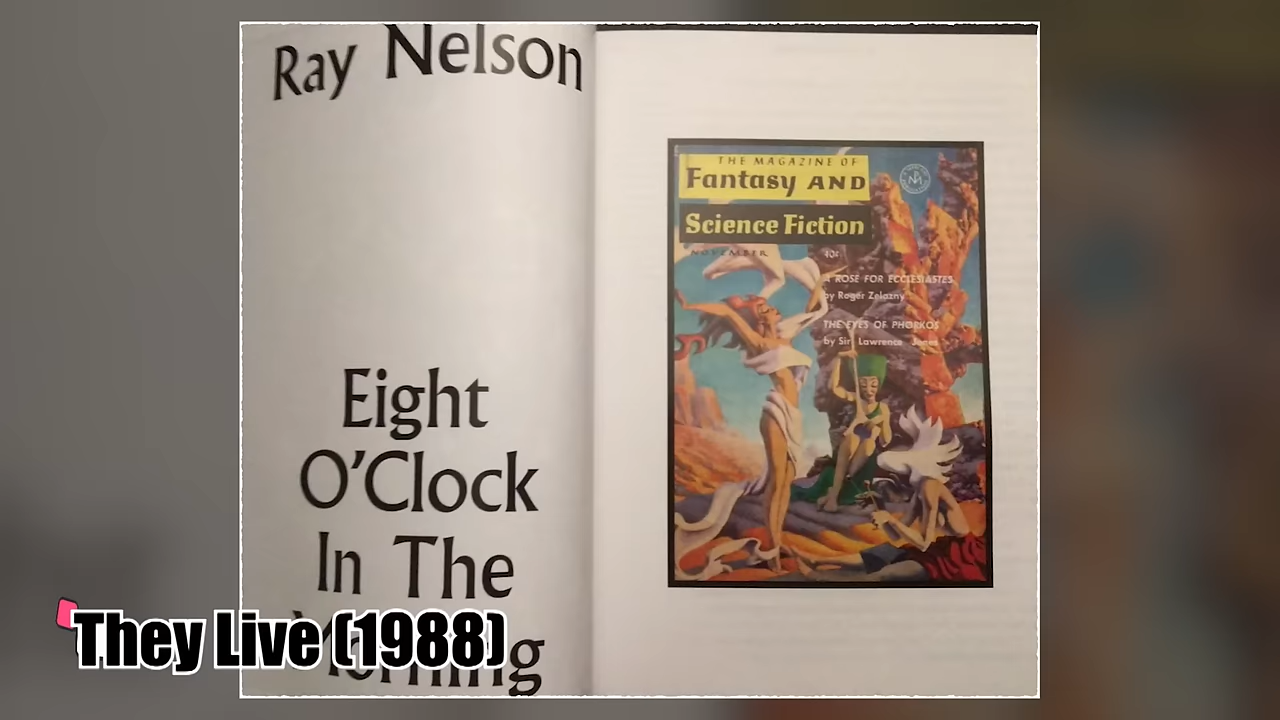 Ray Nelson
Eight
O'Clock
In The
Morning
THE MAGAZINE OF
Fantasy AND
Science Fiction
NOVEMBER
40¢
A ROSE FOR ECCLESIASTES
by Roger Zelazny
THE EYES OF PHORKOS
by Sir Lawrence Jones
They Live (1988)